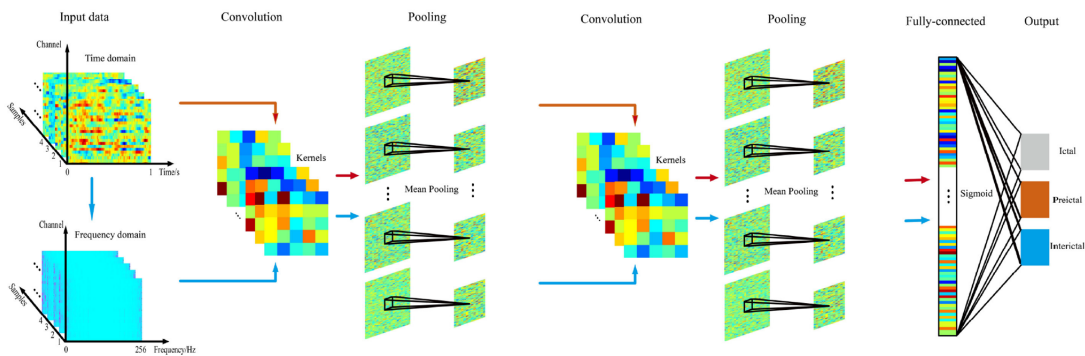 Input data
Convolution
Pooling
Convolution
Pooling
Fully-connected
Output
Channel
Time domain
Samples
4
3
2
1
0
1
Time/s
Channel
Frequency domain
Samples
4
3
2
1
0
256
Frequency/Hz
Kernels
Mean Pooling
Kernels
Mean Pooling
Sigmoid
Ictal
Preictal
Interictal